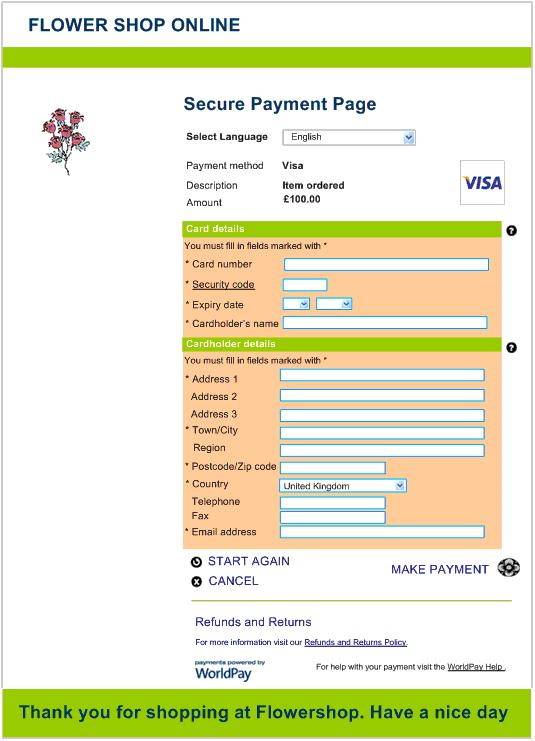 FLOWER SHOP ONLINE
Secure Payment Page
Select Language English
Payment method Visa
VISA
Description Item ordered
Amount £100.00
Card details
?
You must fill in fields marked with *
* Card number
* Security code
* Expiry date
* Cardholder's name
Cardholder details
?
You must fill in fields marked with *
* Address 1
Address 2
Address 3
* Town/City
Region
* Postcode/Zip code
* Country United Kingdom
Telephone
Fax
* Email address
START AGAIN
MAKE PAYMENT
CANCEL
Refunds and Returns
For more information visit our Refunds and Returns Policy.
payments powered by
WorldPay
For help with your payment visit the WorldPay Help .
Thank you for shopping at Flowershop. Have a nice day